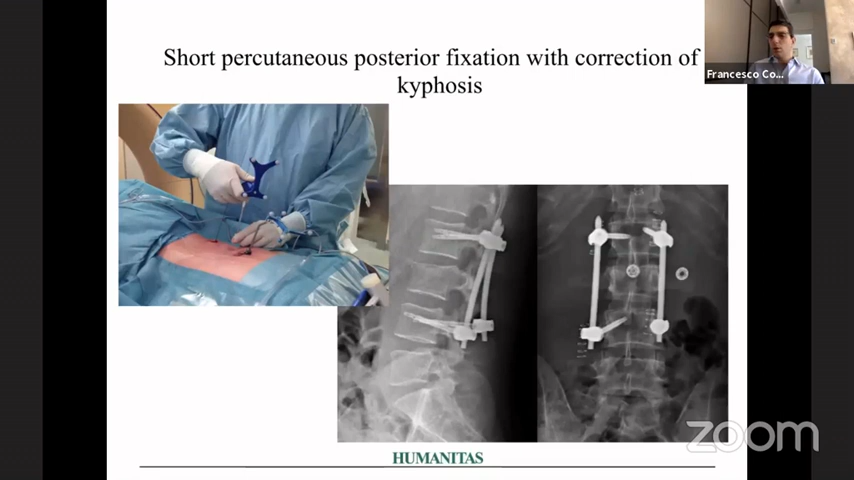 Short percutaneous posterior fixation with correction of
kyphosis
Francesco Co...
HUMANITAS
zoom